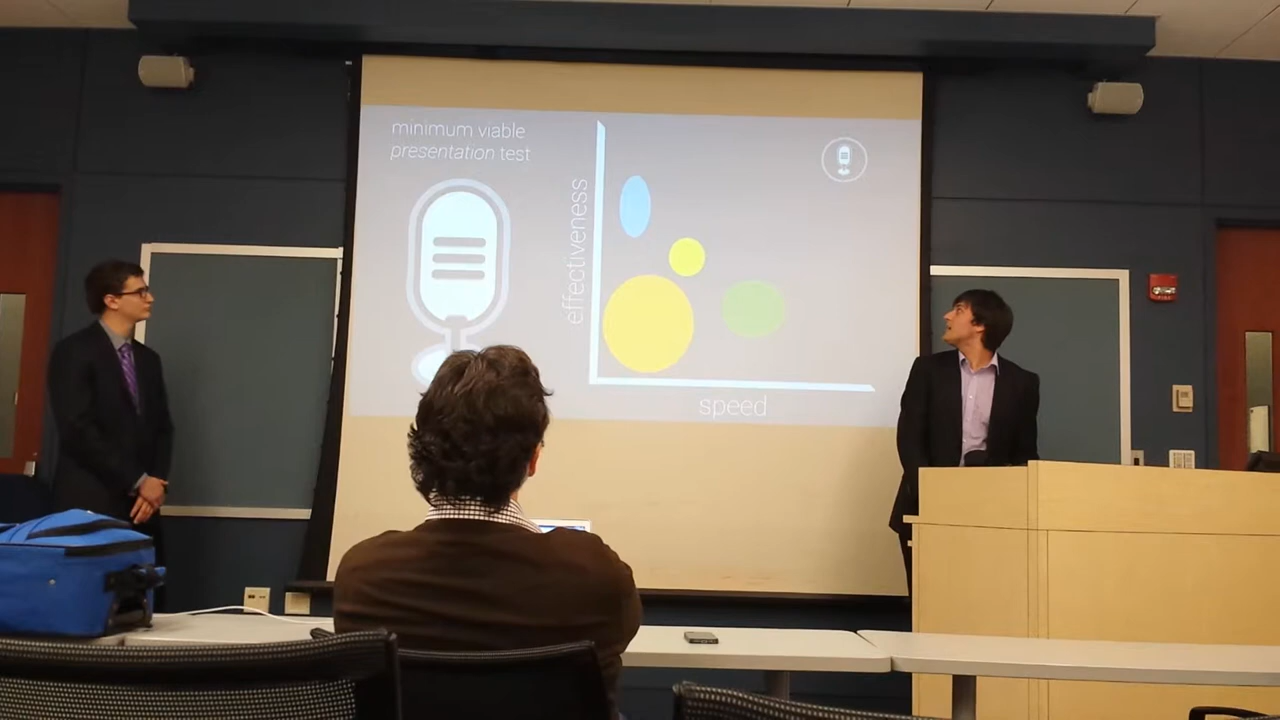 minimum viable
presentation test
effectiveness
speed